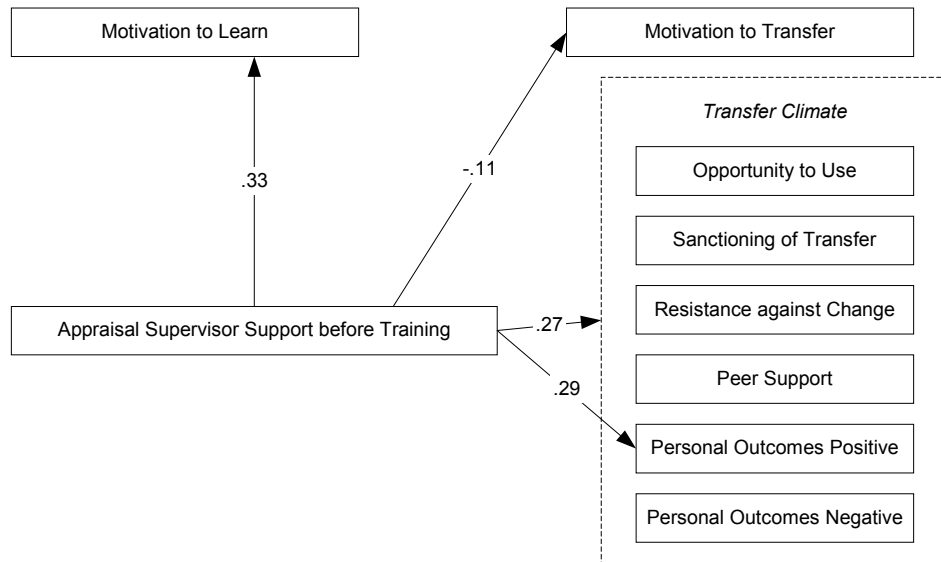 Motivation to Learn
Motivation to Transfer
Transfer Climate
Opportunity to Use
.33
-.11
Sanctioning of Transfer
Resistance against Change
Appraisal Supervisor Support before Training
.27
Peer Support
.29
Personal Outcomes Positive
Personal Outcomes Negative